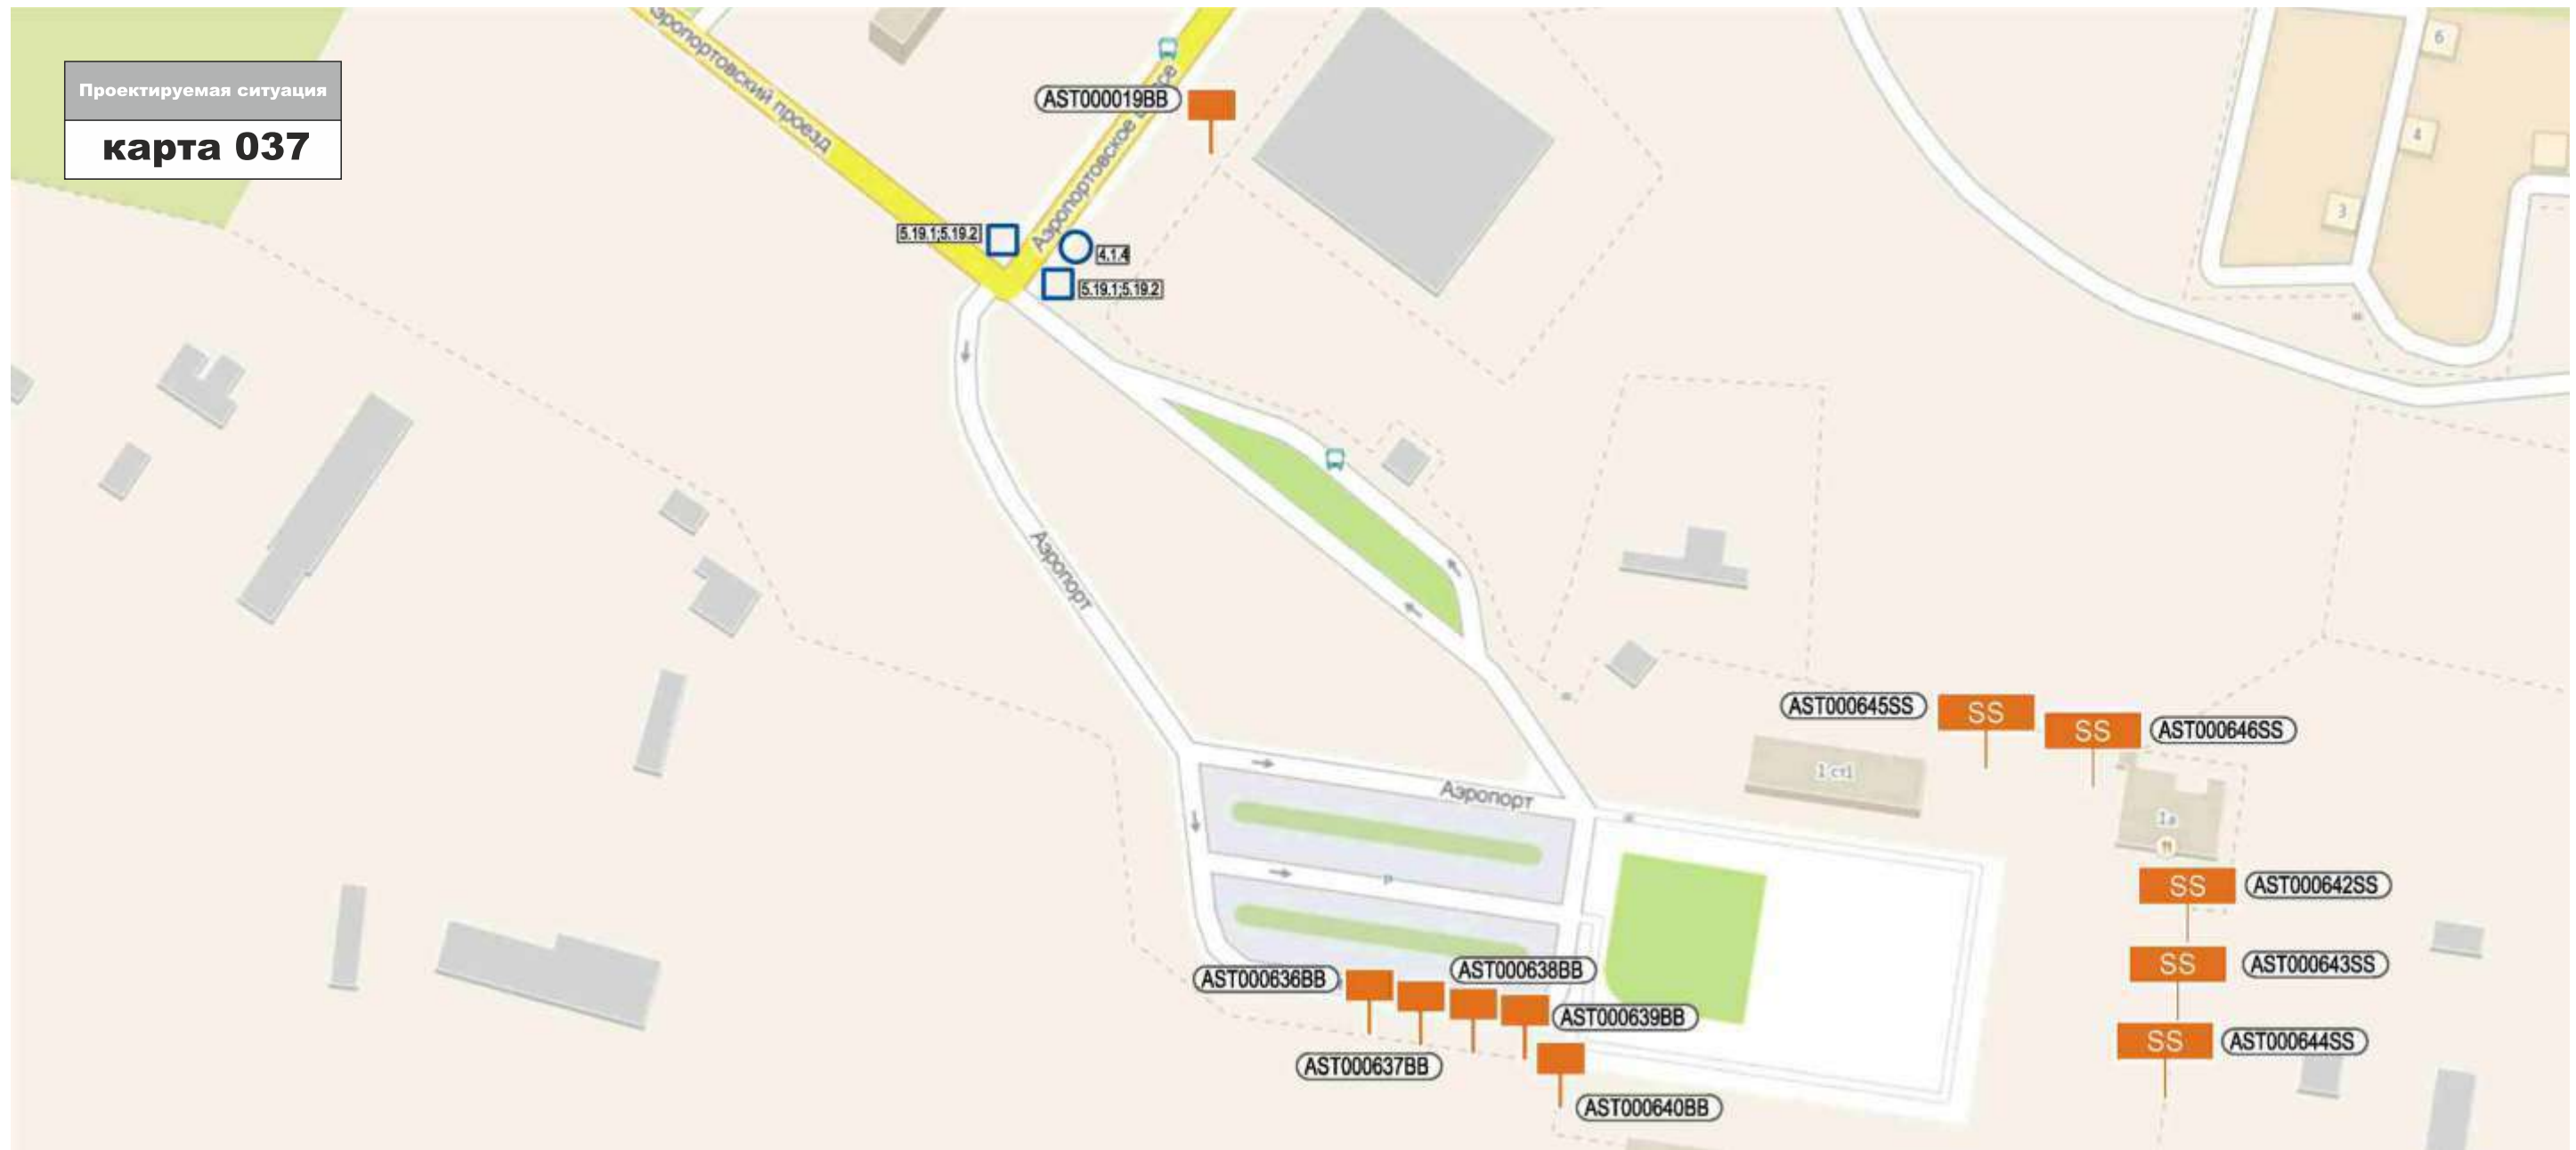 Проектируемая ситуация
карта 037
Аэропортовский проезд
AST000019BB
Аэропортовское
6
4
3
5.19.1;5.19.2
4.1.4
5.19.1;5.19.2
Аэропорт
AST000645SS
SS
SS
AST000646SS
1 ст1
Аэропорт
1а
P
SS
AST000642SS
SS
AST000643SS
SS
AST000644SS
AST000636BB
AST000638BB
AST000639BB
AST000637BB
AST000640BB